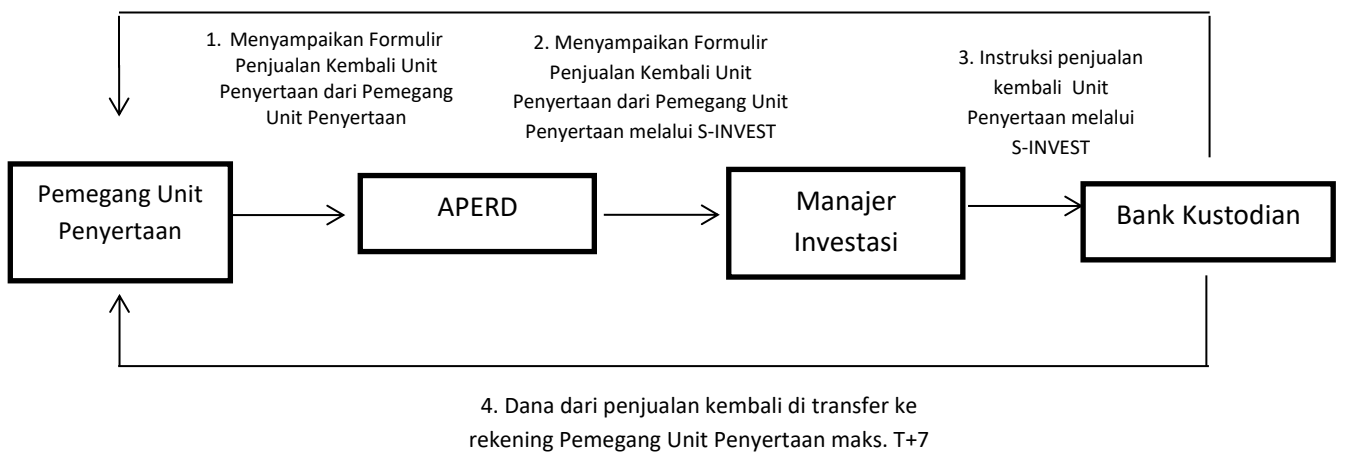 1. Menyampaikan Formulir
Penjualan Kembali Unit
Penyertaan dari Pemegang
Unit Penyertaan
2. Menyampaikan Formulir
Penjualan Kembali Unit
Penyertaan dari Pemegang Unit
Penyertaan melalui S-INVEST
3. Instruksi penjualan
kembali Unit
Penyertaan melalui
S-INVEST
Pemegang Unit
Penyertaan
APERD
Manajer
Investasi
Bank Kustodian
4. Dana dari penjualan kembali di transfer ke
rekening Pemegang Unit Penyertaan maks. T+7